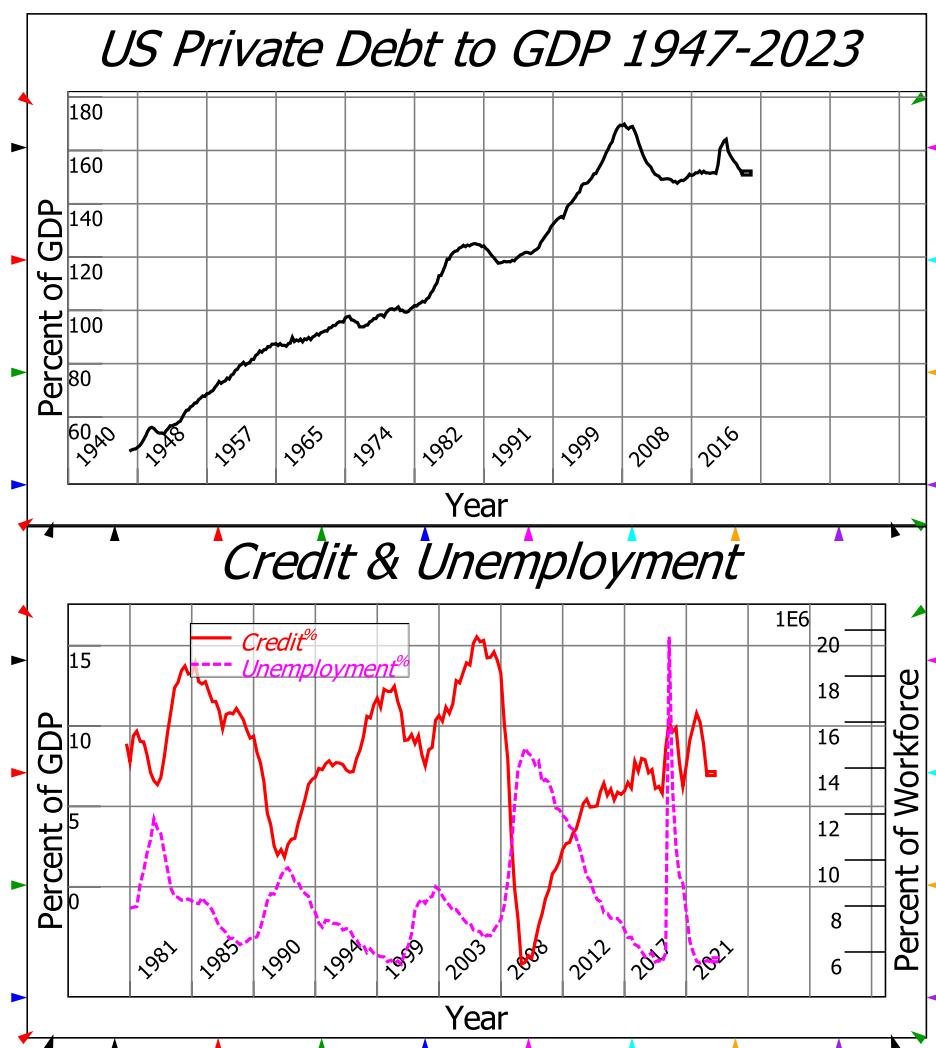 US Private Debt to GDP 1947-2023
180
160
140
120
100
80
60
Percent of GDP
1940 1948 1957 1965 1974 1982 1991 1999 2008 2016
Year
Credit & Unemployment
1E6
Credit%
Unemployment%
15
10
5
0
Percent of GDP
20
18
16
14
12
10
8
6
Percent of Workforce
1981 1985 1990 1994 1999 2003 2008 2012 2017 2021
Year